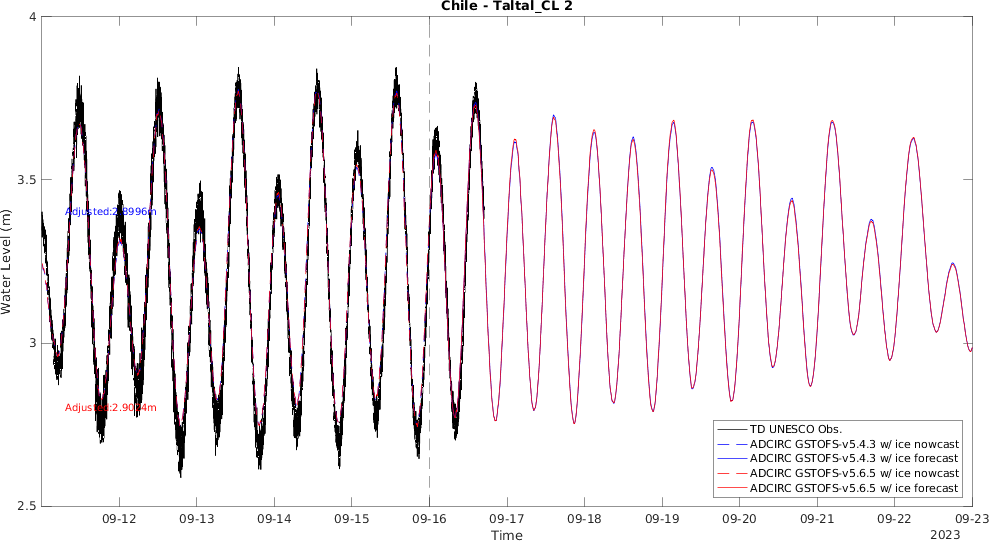 Chile - Taltal_CL 2
4
3.5
3
2.5
Water Level (m)
Adjusted:2.8996m
09-12 09-13 09-14 09-15 09-16 09-17 09-18 09-19 09-20 09-21 09-22 09-23
Time
2023
TD UNESCO Obs.
ADCIRC GSTOFS-v5.4.3 w/ ice nowcast
ADCIRC GSTOFS-v5.4.3 w/ ice forecast
ADCIRC GSTOFS-v5.6.5 w/ ice nowcast
ADCIRC GSTOFS-v5.6.5 w/ ice forecast